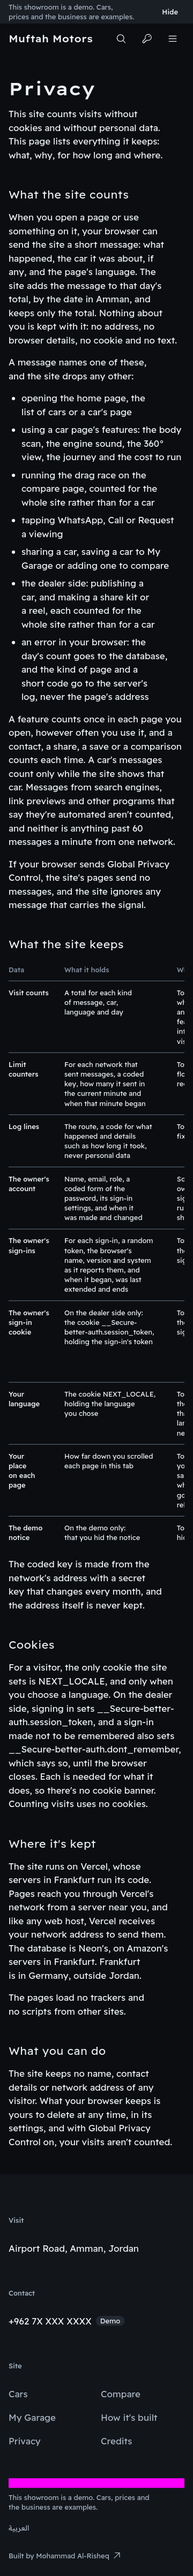 This showroom is a demo. Cars,
prices and the business are examples.
Hide
Muftah Motors
Privacy
This site counts visits without
cookies and without personal data.
This page lists everything it keeps:
what, why, for how long and where.
What the site counts
When you open a page or use
something on it, your browser can
send the site a short message: what
happened, the car it was about, if
any, and the page's language. The
site adds the message to that day's
total, by the date in Amman, and
keeps only the total. Nothing about
you is kept with it: no address, no
browser details, no cookie and no text.
A message names one of these,
and the site drops any other:
• opening the home page, the
list of cars or a car's page
• using a car page's features: the body
scan, the engine sound, the 360°
view, the journey and the cost to run
• running the drag race on the
compare page, counted for the
whole site rather than for a car
• tapping WhatsApp, Call or Request
a viewing
• sharing a car, saving a car to My
Garage or adding one to compare
• the dealer side: publishing a
car, and making a share kit or
a reel, each counted for the
whole site rather than for a car
• an error in your browser: the
day's count goes to the database,
and the kind of page and a
short code go to the server's
log, never the page's address
A feature counts once in each page you
open, however often you use it, and a
contact, a share, a save or a comparison
counts each time. A car's messages
count only while the site shows that
car. Messages from search engines,
link previews and other programs that
say they're automated aren't counted,
and neither is anything past 60
messages a minute from one network.
If your browser sends Global Privacy
Control, the site's pages send no
messages, and the site ignores any
message that carries the signal.
What the site keeps
Data
What it holds
Visit counts
A total for each kind
of message, car,
language and day
Limit
counters
For each network that
sent messages, a coded
key, how many it sent in
the current minute and
when that minute began
Log lines
The route, a code for what
happened and details
such as how long it took,
never personal data
The owner's
account
Name, email, role, a
coded form of the
password, its sign-in
settings, and when it
was made and changed
The owner's
sign-ins
For each sign-in, a random
token, the browser's
name, version and system
as it reports them, and
when it began, was last
extended and ends
The owner's
sign-in
cookie
On the dealer side only:
the cookie __Secure-
better-auth.session_token,
holding the sign-in's token
Your
language
The cookie NEXT_LOCALE,
holding the language
you chose
Your
place
on each
page
How far down you scrolled
each page in this tab
The demo
notice
On the demo only:
that you hid the notice
The coded key is made from the
network's address with a secret
key that changes every month, and
the address itself is never kept.
Cookies
For a visitor, the only cookie the site
sets is NEXT_LOCALE, and only when
you choose a language. On the dealer
side, signing in sets __Secure-better-
auth.session_token, and a sign-in
made not to be remembered also sets
__Secure-better-auth.dont_remember,
which says so, until the browser
closes. Each is needed for what it
does, so there's no cookie banner.
Counting visits uses no cookies.
Where it's kept
The site runs on Vercel, whose
servers in Frankfurt run its code.
Pages reach you through Vercel's
network from a server near you, and
like any web host, Vercel receives
your network address to send them.
The database is Neon's, on Amazon's
servers in Frankfurt. Frankfurt
is in Germany, outside Jordan.
The pages load no trackers and
no scripts from other sites.
What you can do
The site keeps no name, contact
details or network address of any
visitor. What your browser keeps is
yours to delete at any time, in its
settings, and with Global Privacy
Control on, your visits aren't counted.
Visit
Airport Road, Amman, Jordan
Contact
+962 7X XXX XXXX Demo
Site
Cars
Compare
My Garage
How it's built
Privacy
Credits
This showroom is a demo. Cars, prices and
the business are examples.
العربية
Built by Mohammad Al-Risheq